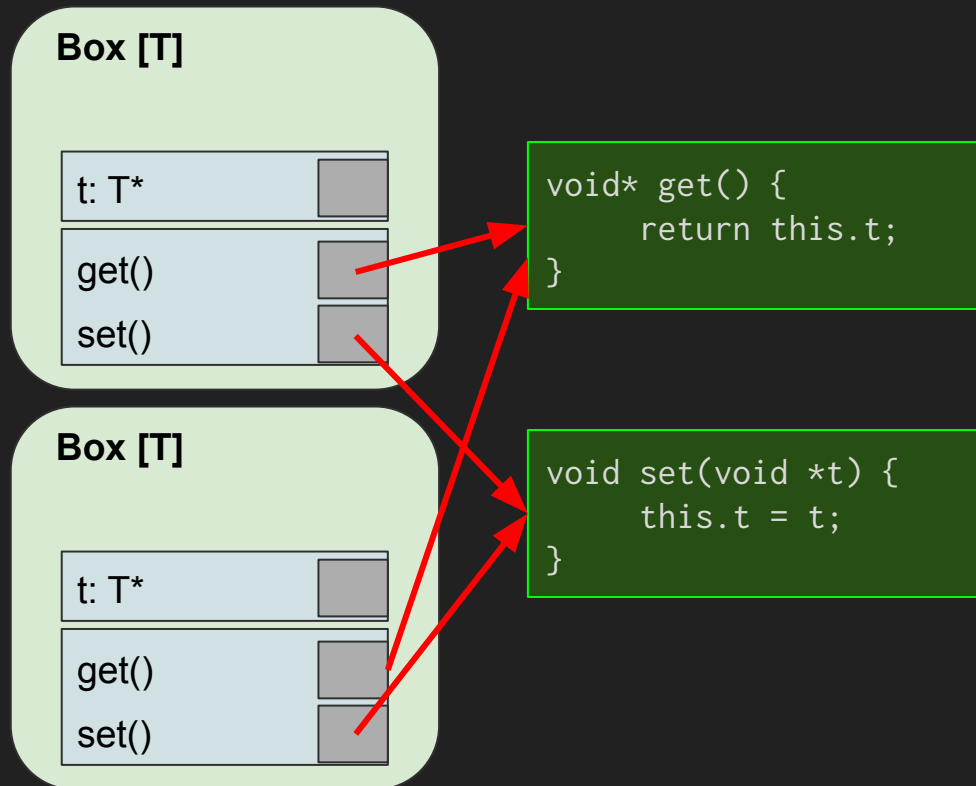 Box [T]
t: T*
get()
set()
Box [T]
t: T*
get()
set()
void* get() {
return this.t;
}
void set(void *t) {
this.t = t;
}